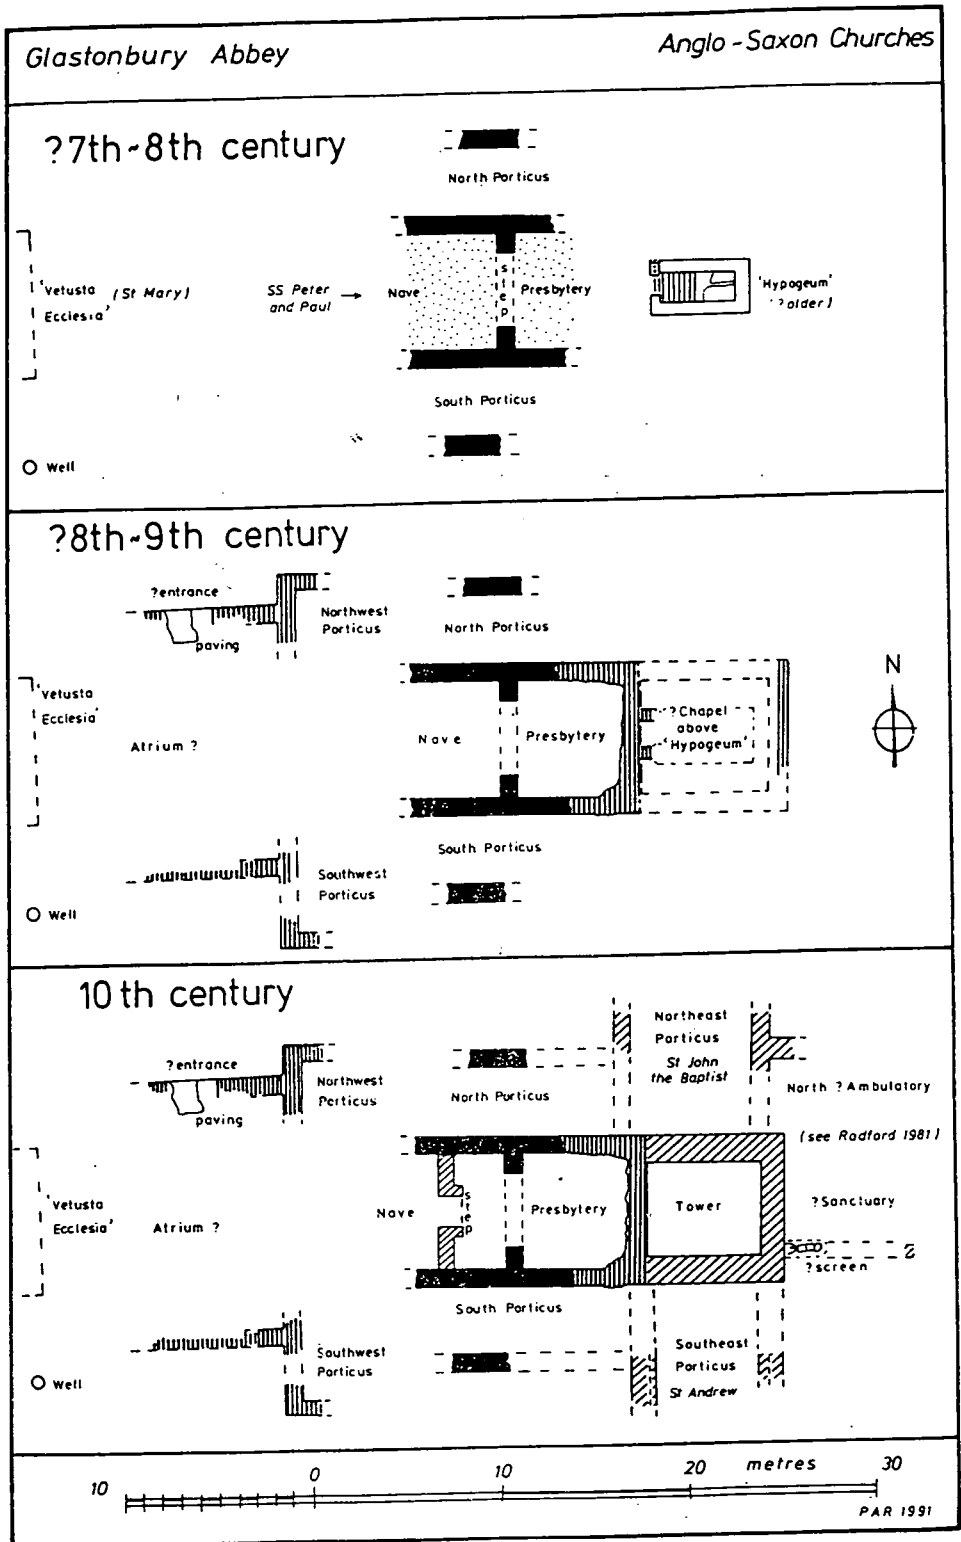 Glastonbury Abbey
Anglo-Saxon Churches
?7th-8th century
North Porticus
'Vetusta (St Mary)
Ecclesia'
SS Peter →
and Paul
Nave
step
Presbytery
'Hypogeum'
(?older)
South Porticus
Well
?8th-9th century
?entrance
paving
Northwest
Porticus
North Porticus
N
'Vetusta
Ecclesia'
Atrium ?
Nave
Presbytery
?Chapel
above
'Hypogeum'
South Porticus
Southwest
Porticus
Well
10th century
?entrance
paving
Northwest
Porticus
North Porticus
Northeast
Porticus
St John
the Baptist
North ?Ambulatory
(see Radford 1981)
'Vetusta
Ecclesia'
Atrium ?
Nave
step
Presbytery
Tower
?Sanctuary
?screen
South Porticus
Southwest
Porticus
Southeast
Porticus
St Andrew
Well
10 0 10 20 metres 30
PAR 1991